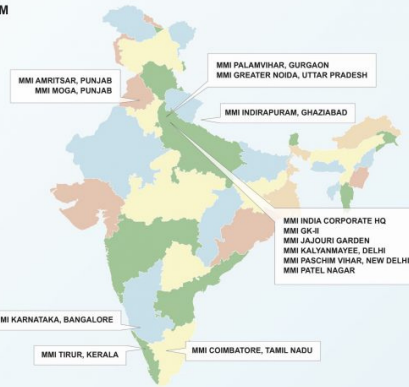 M
MMI PALAMVIHAR, GURGAON
MMI GREATER NOIDA, UTTAR PRADESH
MMI AMRITSAR, PUNJAB
MMI MOGA, PUNJAB
MMI INDIRAPURAM, GHAZIABAD
MMI INDIA CORPORATE HQ
MMI GK-II
MMI JAJOURI GARDEN
MMI KALYANMAYEE, DELHI
MMI PASCHIM VIHAR, NEW DELHI
MMI PATEL NAGAR
MI KARNATAKA, BANGALORE
MMI TIRUR, KERALA
MMI COIMBATORE, TAMIL NADU